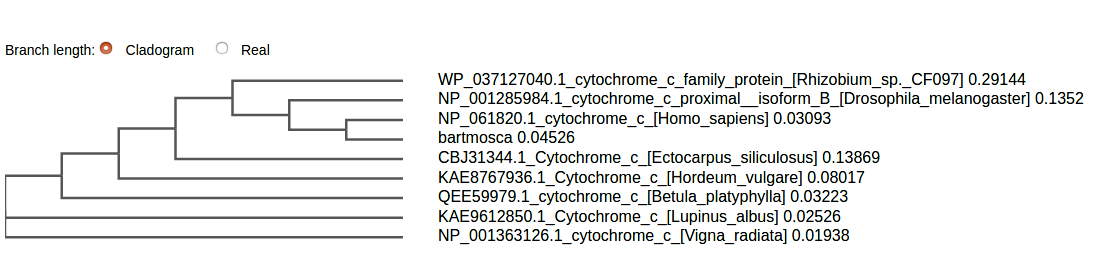 Branch length: Cladogram Real
WP_037127040.1_cytochrome_c_family_protein_[Rhizobium_sp._CF097] 0.29144
NP_001285984.1_cytochrome_c_proximal__isoform_B_[Drosophila_melanogaster] 0.1352
NP_061820.1_cytochrome_c_[Homo_sapiens] 0.03093
bartmosca 0.04526
CBJ31344.1_Cytochrome_c_[Ectocarpus_siliculosus] 0.13869
KAE8767936.1_Cytochrome_c_[Hordeum_vulgare] 0.08017
QEE59979.1_cytochrome_c_[Betula_platyphylla] 0.03223
KAE9612850.1_Cytochrome_c_[Lupinus_albus] 0.02526
NP_001363126.1_cytochrome_c_[Vigna_radiata] 0.01938